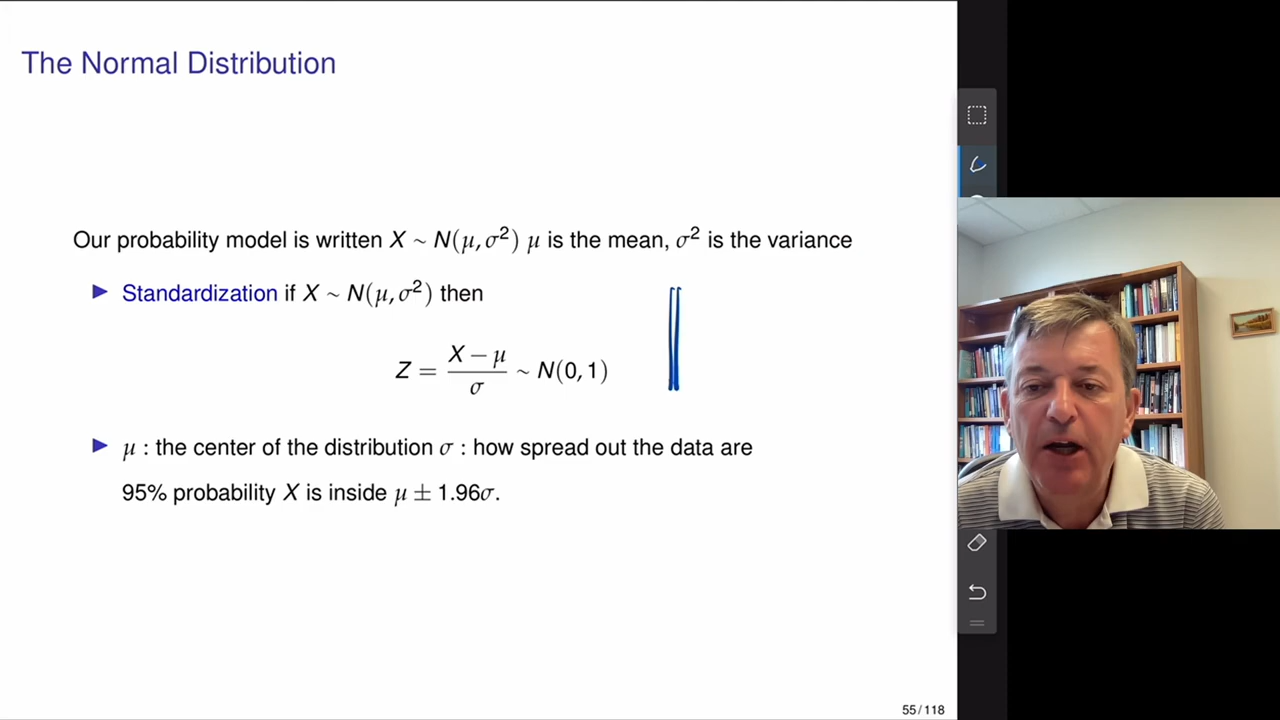 The Normal Distribution
Our probability model is written X ~ N(μ, σ²) μ is the mean, σ² is the variance
▶ Standardization if X ~ N(μ, σ²) then
Z = (X − μ)/σ ~ N(0, 1)
▶ μ : the center of the distribution σ : how spread out the data are
95% probability X is inside μ ± 1.96σ.
55 / 118